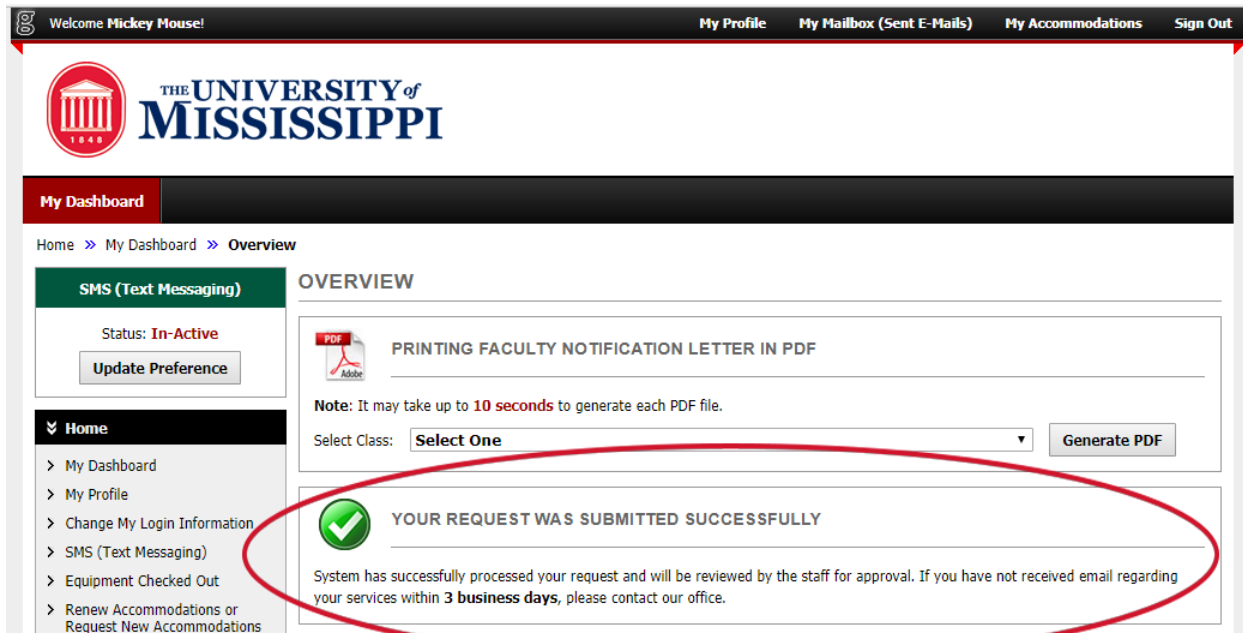 Welcome Mickey Mouse!
My Profile
My Mailbox (Sent E-Mails)
My Accommodations
Sign Out
1848
THE UNIVERSITY of
MISSISSIPPI
My Dashboard
Home » My Dashboard » Overview
SMS (Text Messaging)
Status: In-Active
Update Preference
Home
My Dashboard
My Profile
Change My Login Information
SMS (Text Messaging)
Equipment Checked Out
Renew Accommodations or
Request New Accommodations
OVERVIEW
PDF
Adobe
PRINTING FACULTY NOTIFICATION LETTER IN PDF
Note: It may take up to 10 seconds to generate each PDF file.
Select Class: Select One
Generate PDF
YOUR REQUEST WAS SUBMITTED SUCCESSFULLY
System has successfully processed your request and will be reviewed by the staff for approval. If you have not received email regarding
your services within 3 business days, please contact our office.